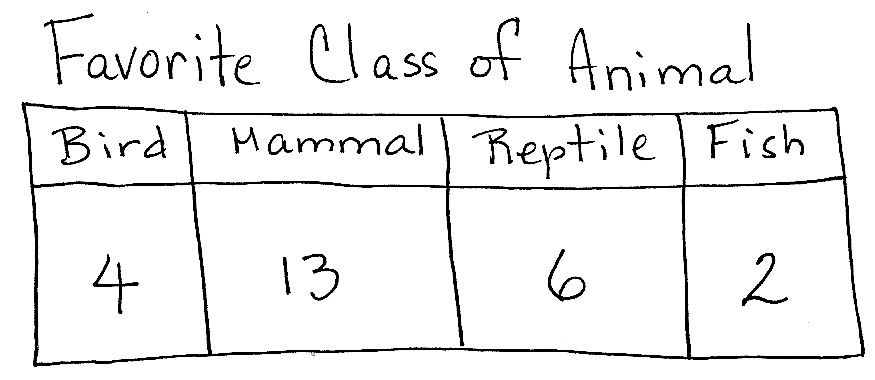 Favorite Class of Animal
Bird Mammal Reptile Fish
4 13 6 2